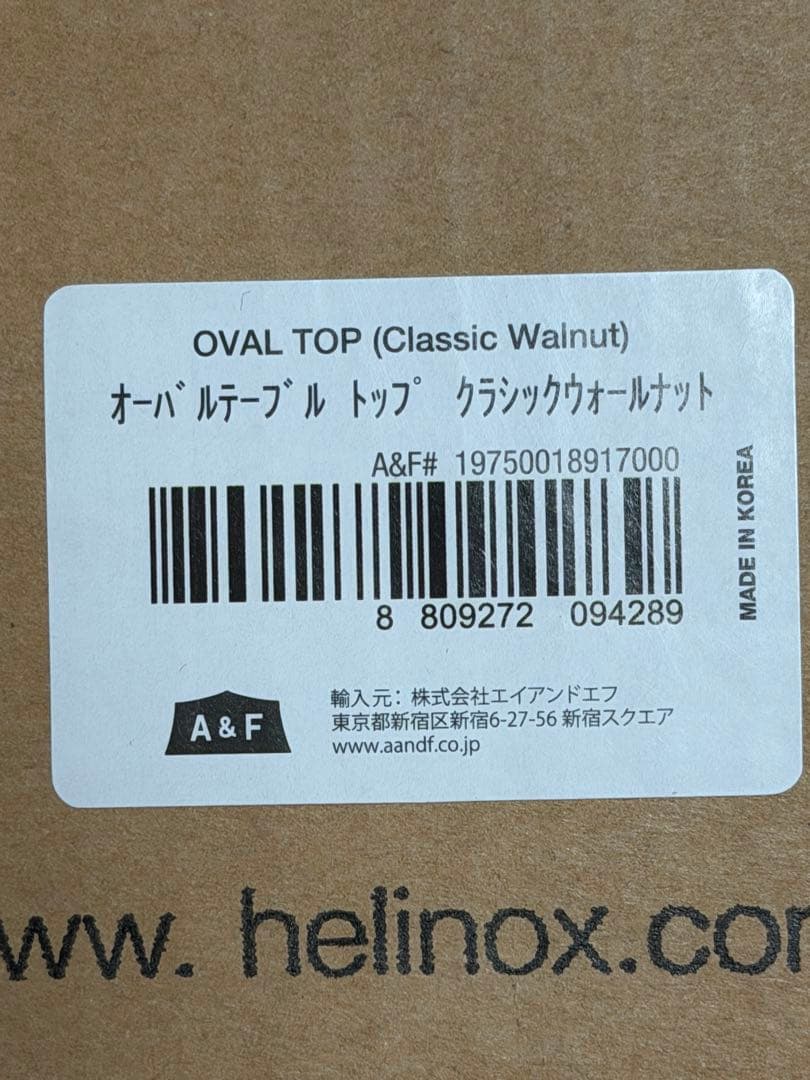 OVAL TOP (Classic Walnut)
ｵｰﾊﾞﾙﾃｰﾌﾞﾙ ﾄｯﾌﾟ ｸﾗｼｯｸｳｫｰﾙﾅｯﾄ
A&F# 19750018917000
8 809272 094289
MADE IN KOREA
A & F
輸入元：株式会社エイアンドエフ
東京都新宿区新宿6-27-56 新宿スクエア
www.aandf.co.jp
ww. helinox.com